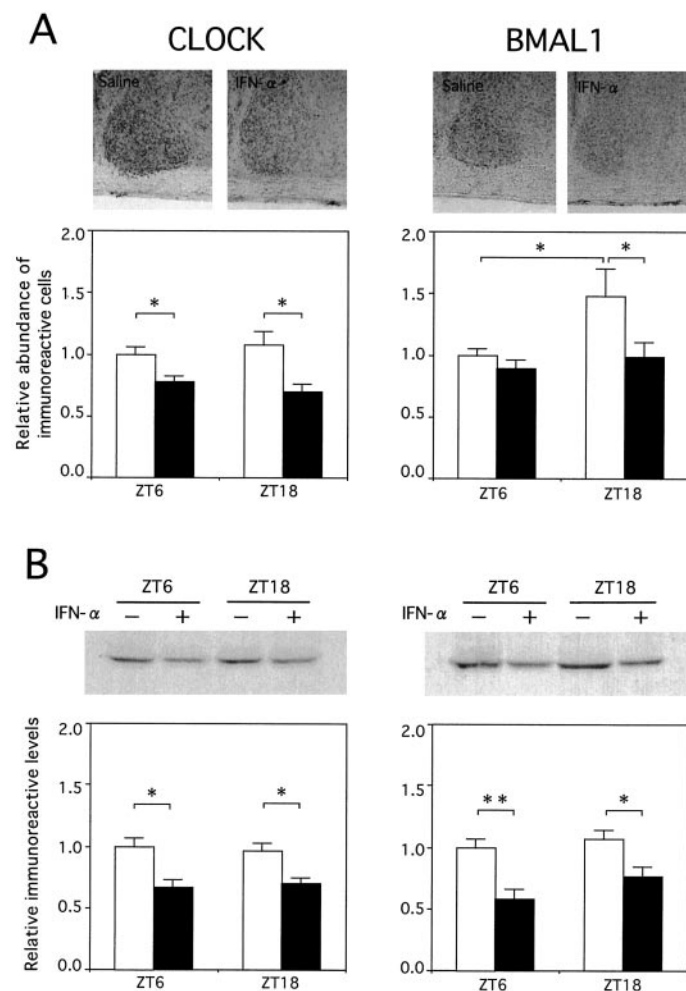 A
CLOCK BMAL1
Saline IFN-α Saline IFN-α
Relative abundance of
immunoreactive cells
2.0
1.5
1.0
0.5
0.0
* *
ZT6 ZT18
2.0
1.5
1.0
0.5
0.0
* *
ZT6 ZT18
B
ZT6 ZT18 ZT6 ZT18
IFN-α − + − + IFN-α − + − +
Relative immunoreactive levels
2.0
1.5
1.0
0.5
0.0
* *
ZT6 ZT18
2.0
1.5
1.0
0.5
0.0
** *
ZT6 ZT18